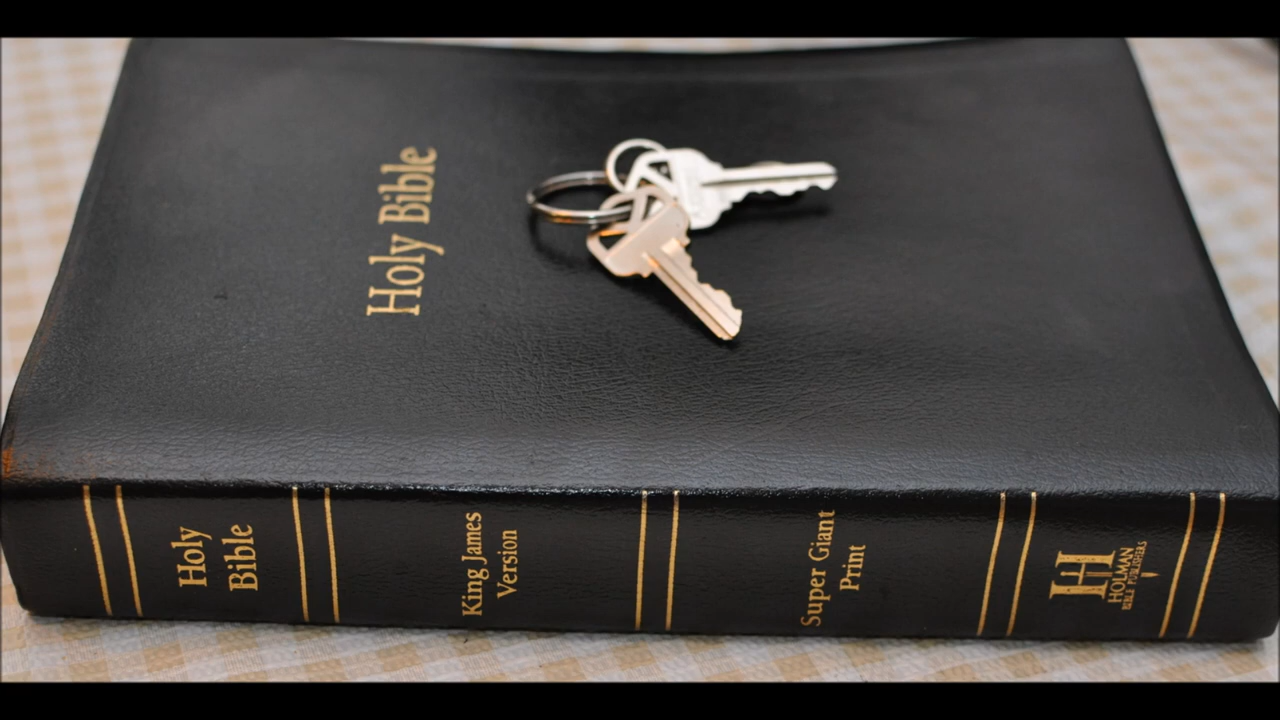 Holy Bible
Holy
Bible
King James
Version
Super Giant
Print
HOLMAN
BIBLE PUBLISHERS